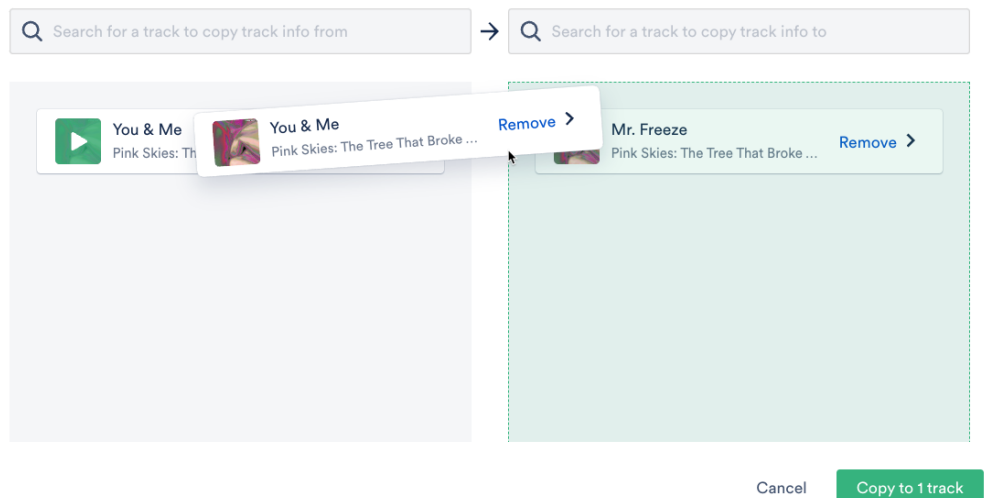 Search for a track to copy track info from
Search for a track to copy track info to
You & Me
Pink Skies: Th
You & Me
Pink Skies: The Tree That Broke ...
Remove
Mr. Freeze
Pink Skies: The Tree That Broke ...
Remove
Cancel
Copy to 1 track